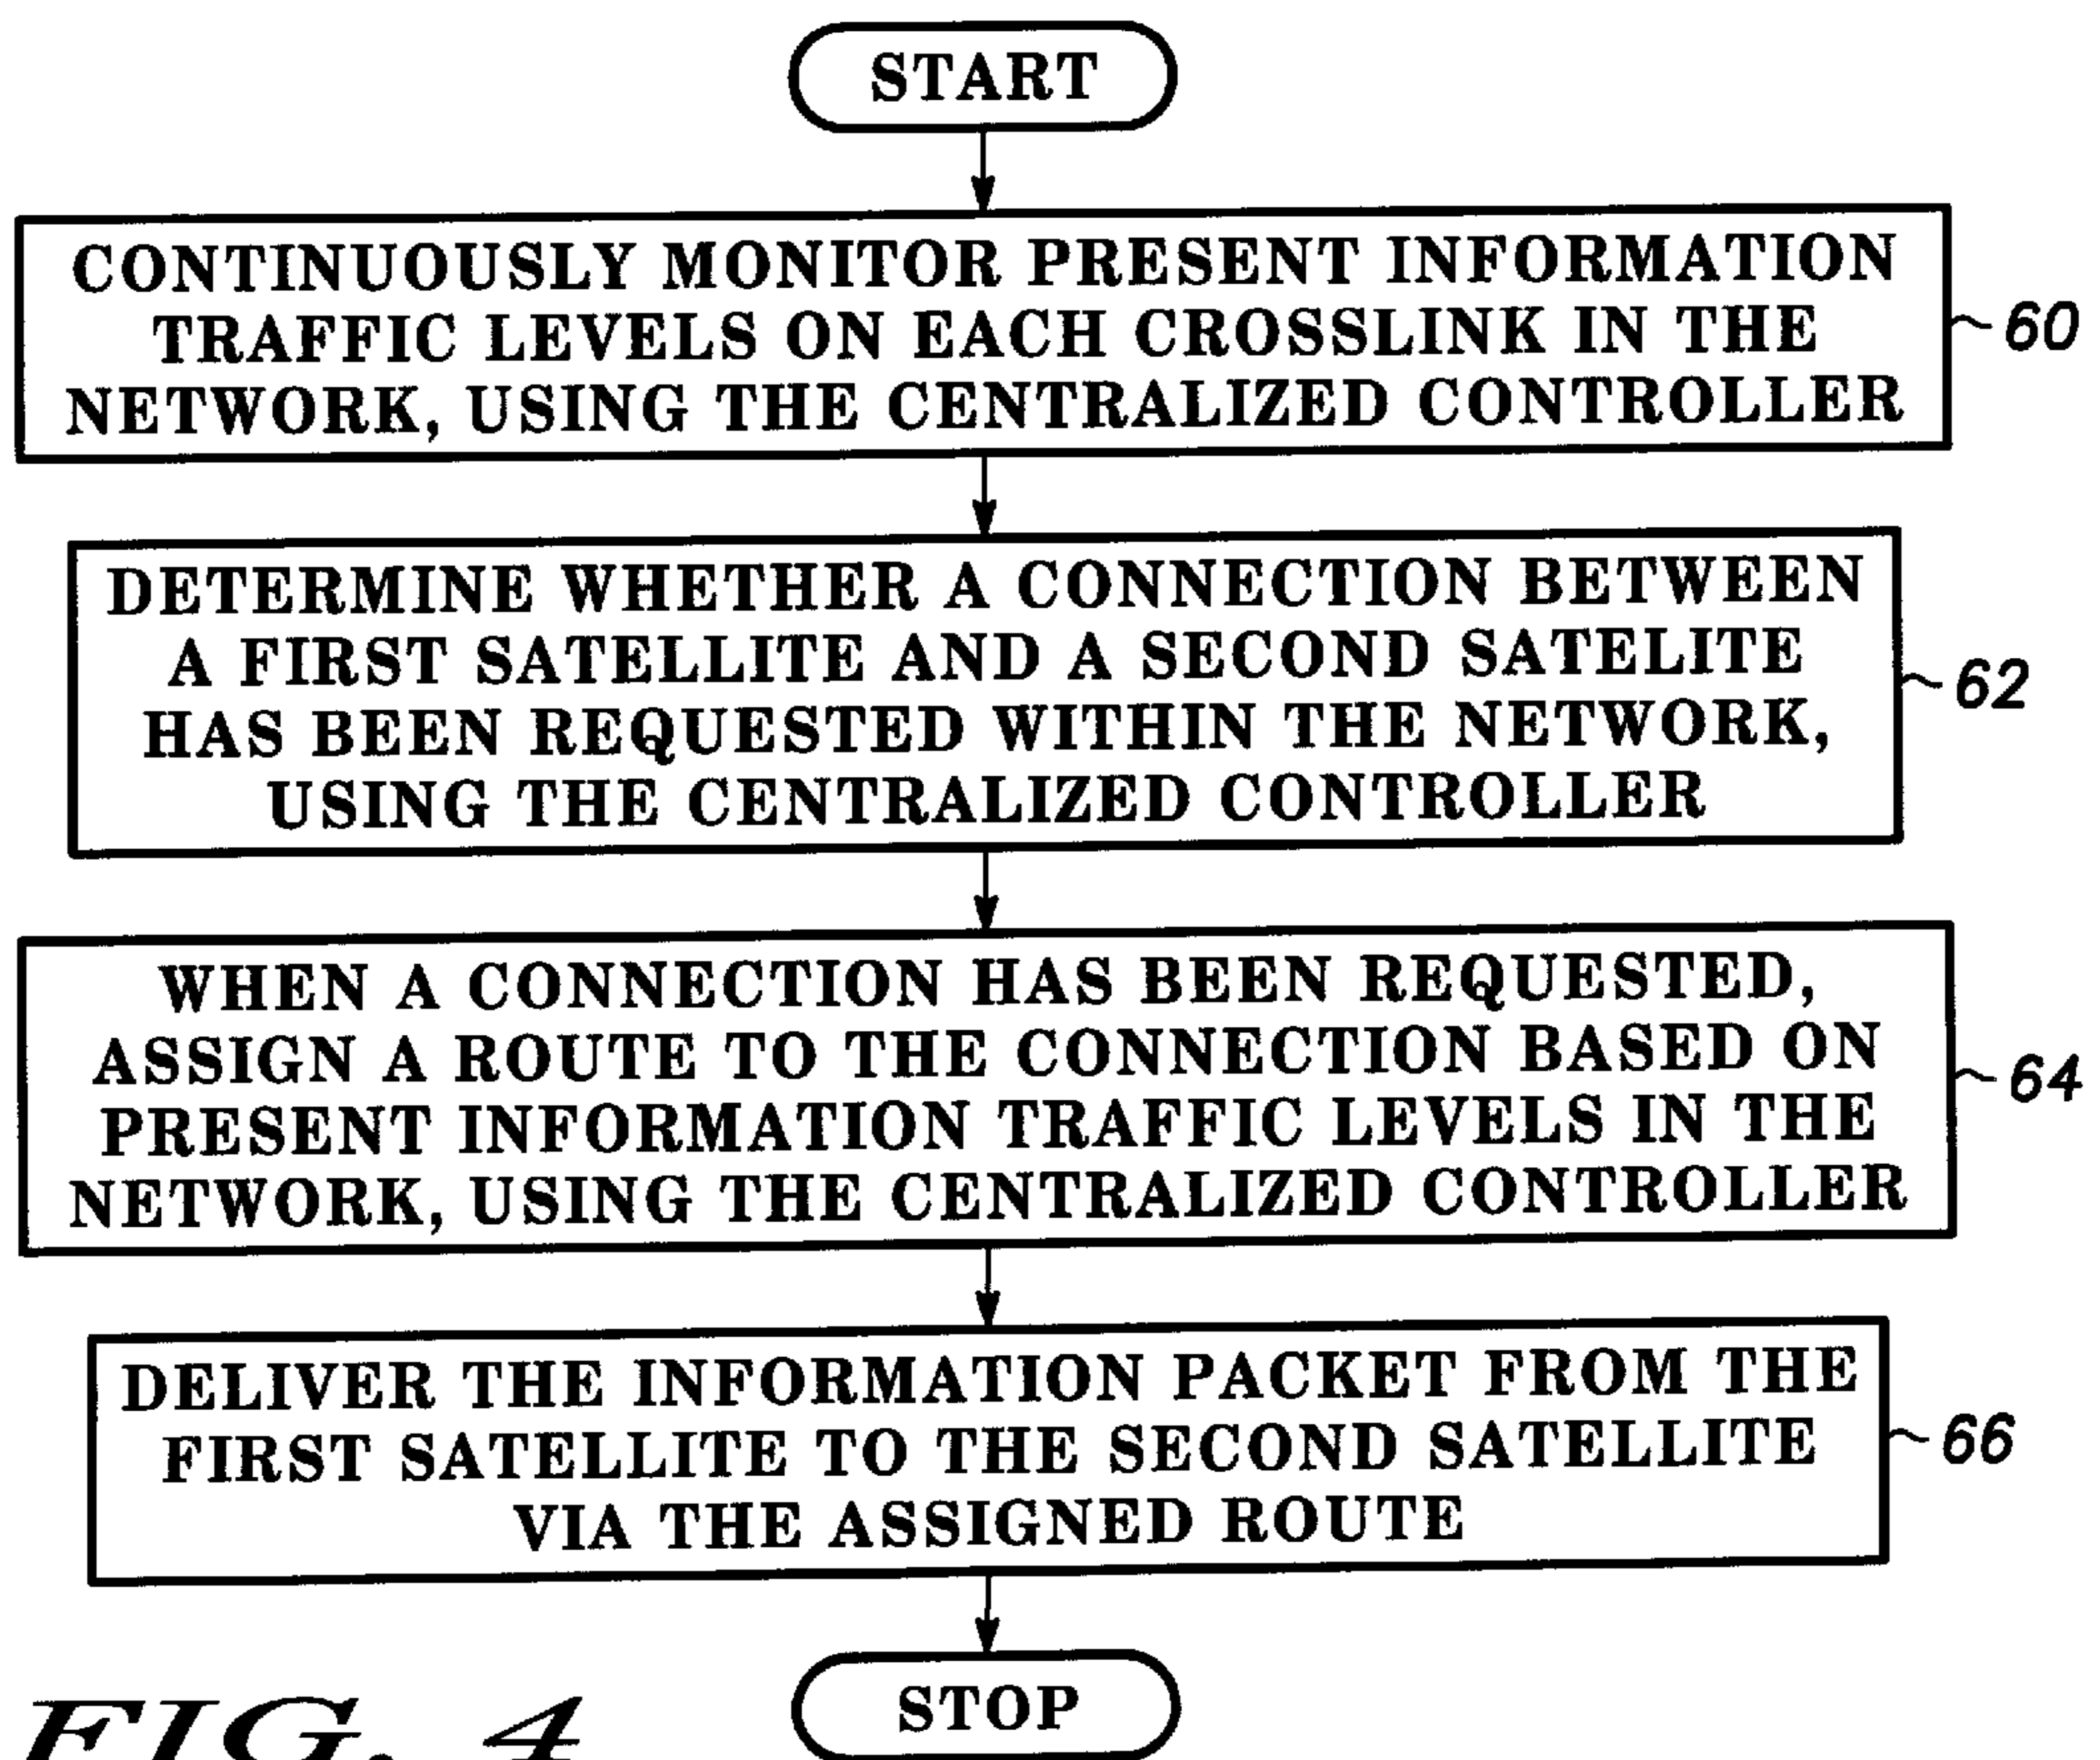 START
CONTINUOUSLY MONITOR PRESENT INFORMATION
TRAFFIC LEVELS ON EACH CROSSLINK IN THE
NETWORK, USING THE CENTRALIZED CONTROLLER
60
DETERMINE WHETHER A CONNECTION BETWEEN
A FIRST SATELLITE AND A SECOND SATELITE
HAS BEEN REQUESTED WITHIN THE NETWORK,
USING THE CENTRALIZED CONTROLLER
62
WHEN A CONNECTION HAS BEEN REQUESTED,
ASSIGN A ROUTE TO THE CONNECTION BASED ON
PRESENT INFORMATION TRAFFIC LEVELS IN THE
NETWORK, USING THE CENTRALIZED CONTROLLER
64
DELIVER THE INFORMATION PACKET FROM THE
FIRST SATELLITE TO THE SECOND SATELLITE
VIA THE ASSIGNED ROUTE
66
STOP
FIG. 4